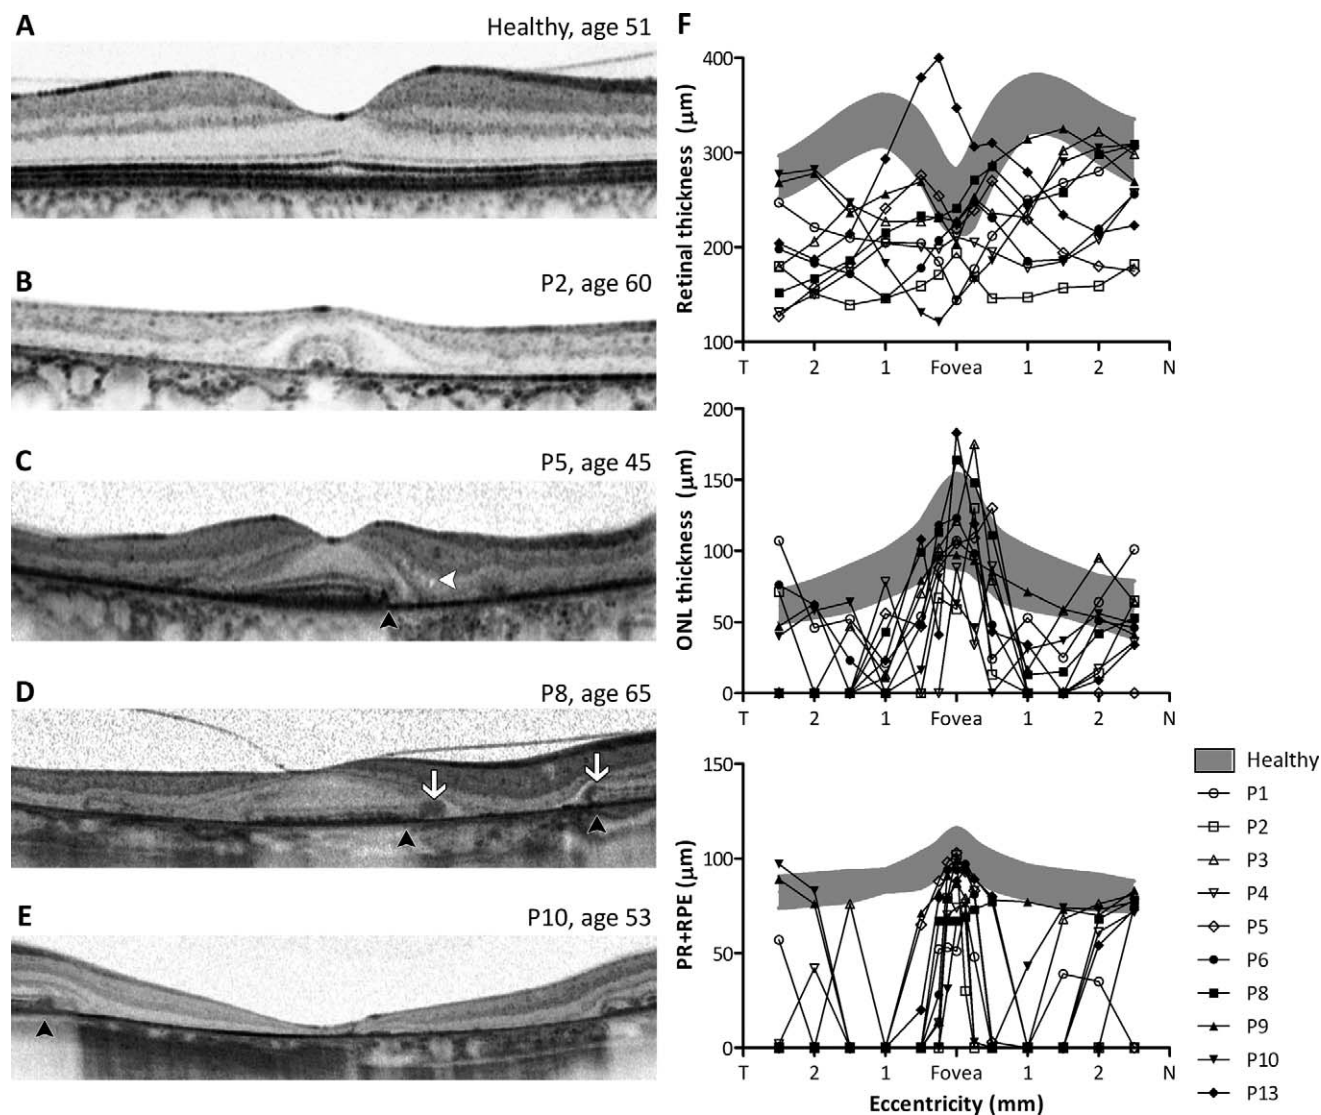 A
Healthy, age 51
B
P2, age 60
C
P5, age 45
D
P8, age 65
E
P10, age 53
F
Retinal thickness (µm)
400
300
200
100
T 2 1 Fovea 1 2 N
ONL thickness (µm)
200
150
100
50
0
T 2 1 Fovea 1 2 N
PR+RPE (µm)
150
100
50
0
T 2 1 Fovea 1 2 N
Eccentricity (mm)
Healthy
P1
P2
P3
P4
P5
P6
P8
P9
P10
P13